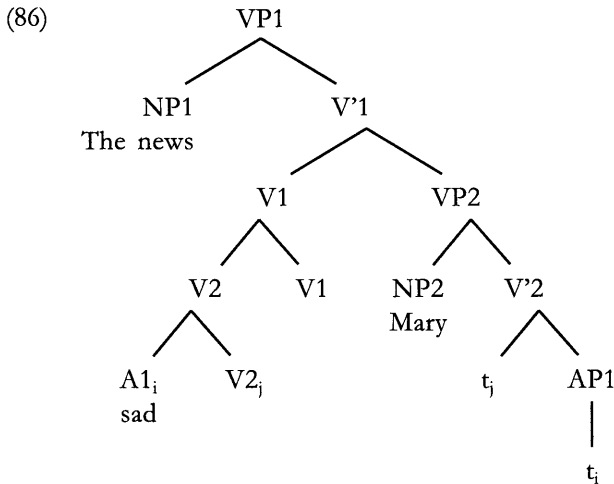 (86) VP1
NP1 V'1
The news
V1 VP2
V2 V1 NP2 V'2
Mary
A1i V2j tj AP1
sad
ti